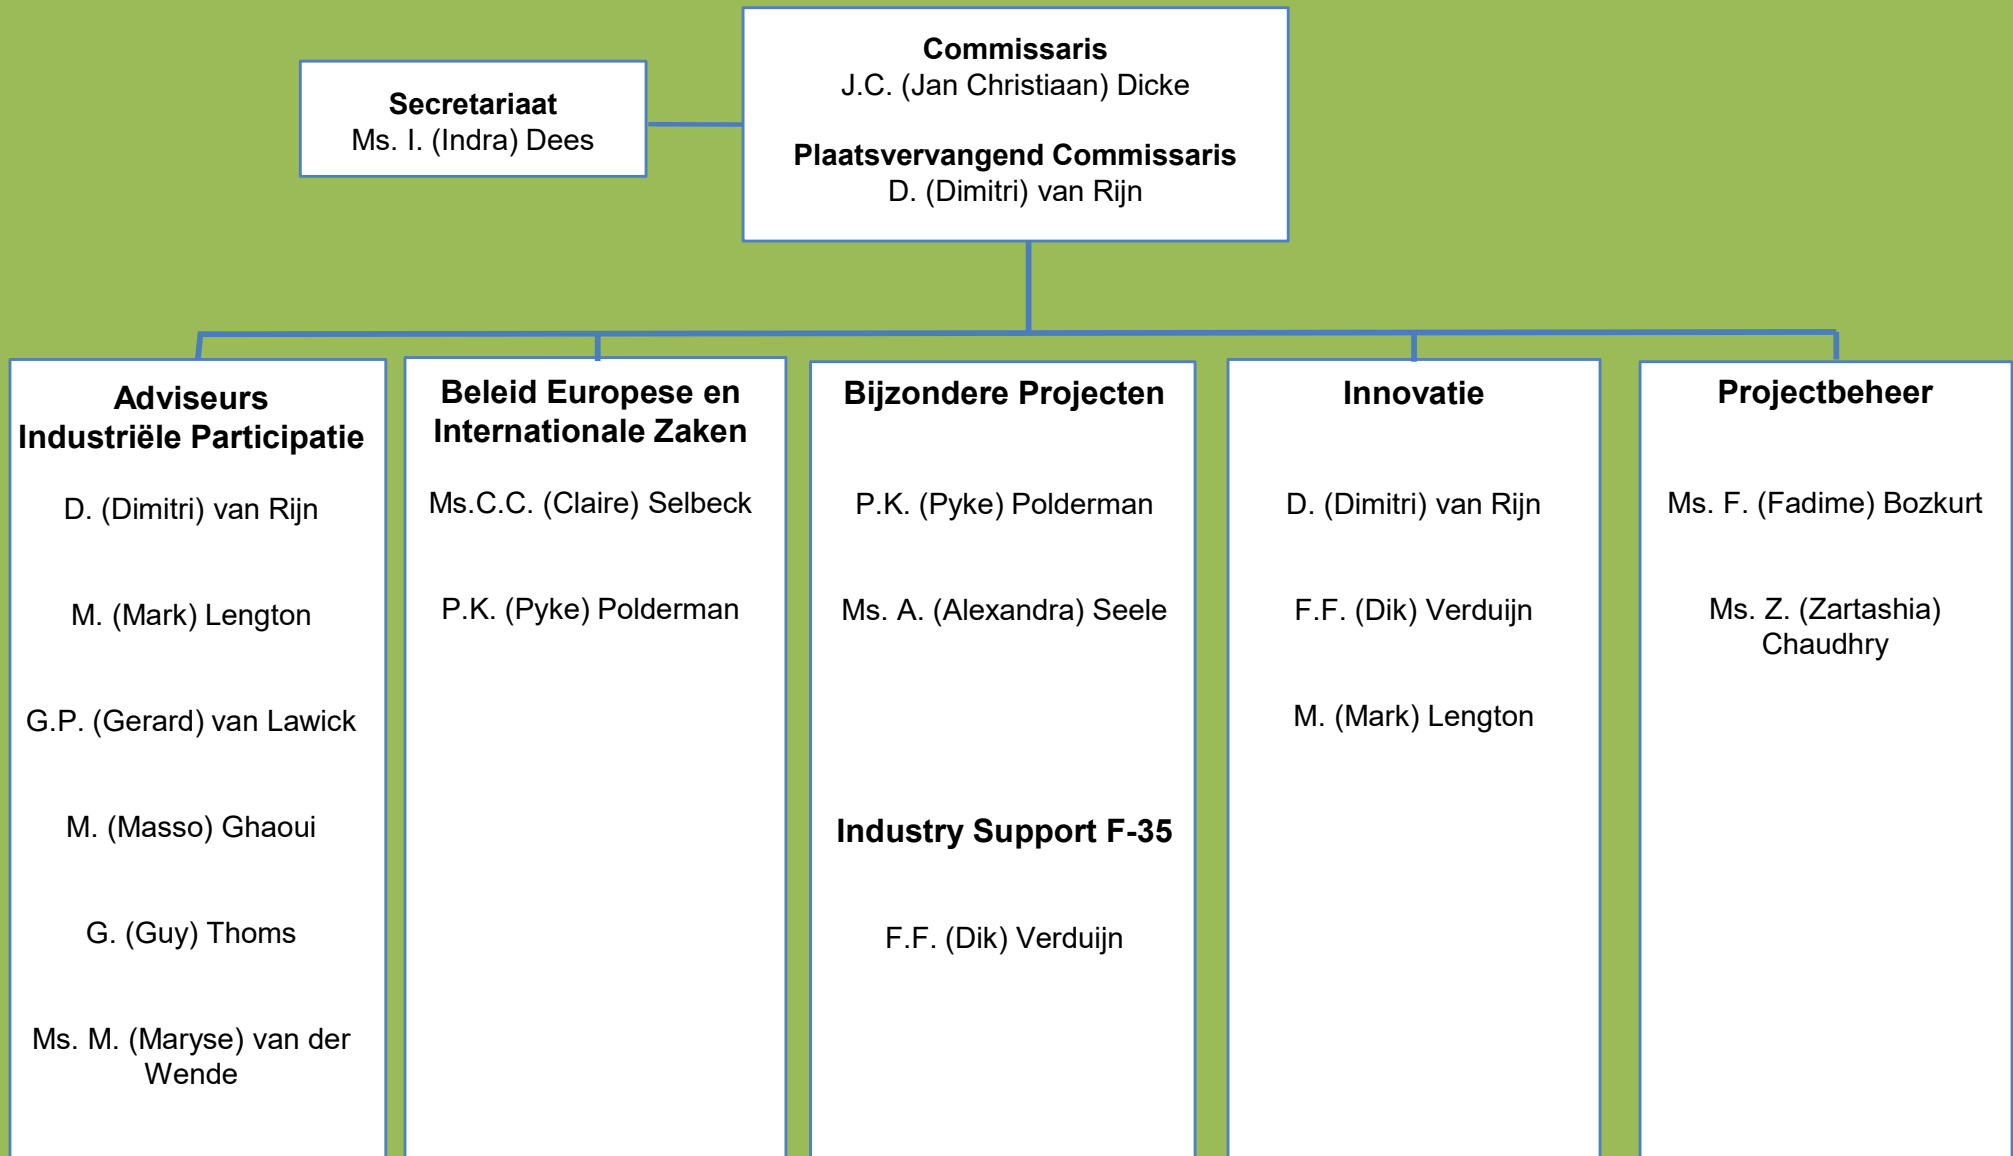 Commissaris
J.C. (Jan Christiaan) Dicke
Plaatsvervangend Commissaris
D. (Dimitri) van Rijn
Secretariaat
Ms. I. (Indra) Dees
Adviseurs
Industriële Participatie
D. (Dimitri) van Rijn
M. (Mark) Lengton
G.P. (Gerard) van Lawick
M. (Masso) Ghaoui
G. (Guy) Thoms
Ms. M. (Maryse) van der
Wende
Beleid Europese en
Internationale Zaken
Ms.C.C. (Claire) Selbeck
P.K. (Pyke) Polderman
Bijzondere Projecten
P.K. (Pyke) Polderman
Ms. A. (Alexandra) Seele
Industry Support F-35
F.F. (Dik) Verduijn
Innovatie
D. (Dimitri) van Rijn
F.F. (Dik) Verduijn
M. (Mark) Lengton
Projectbeheer
Ms. F. (Fadime) Bozkurt
Ms. Z. (Zartashia)
Chaudhry